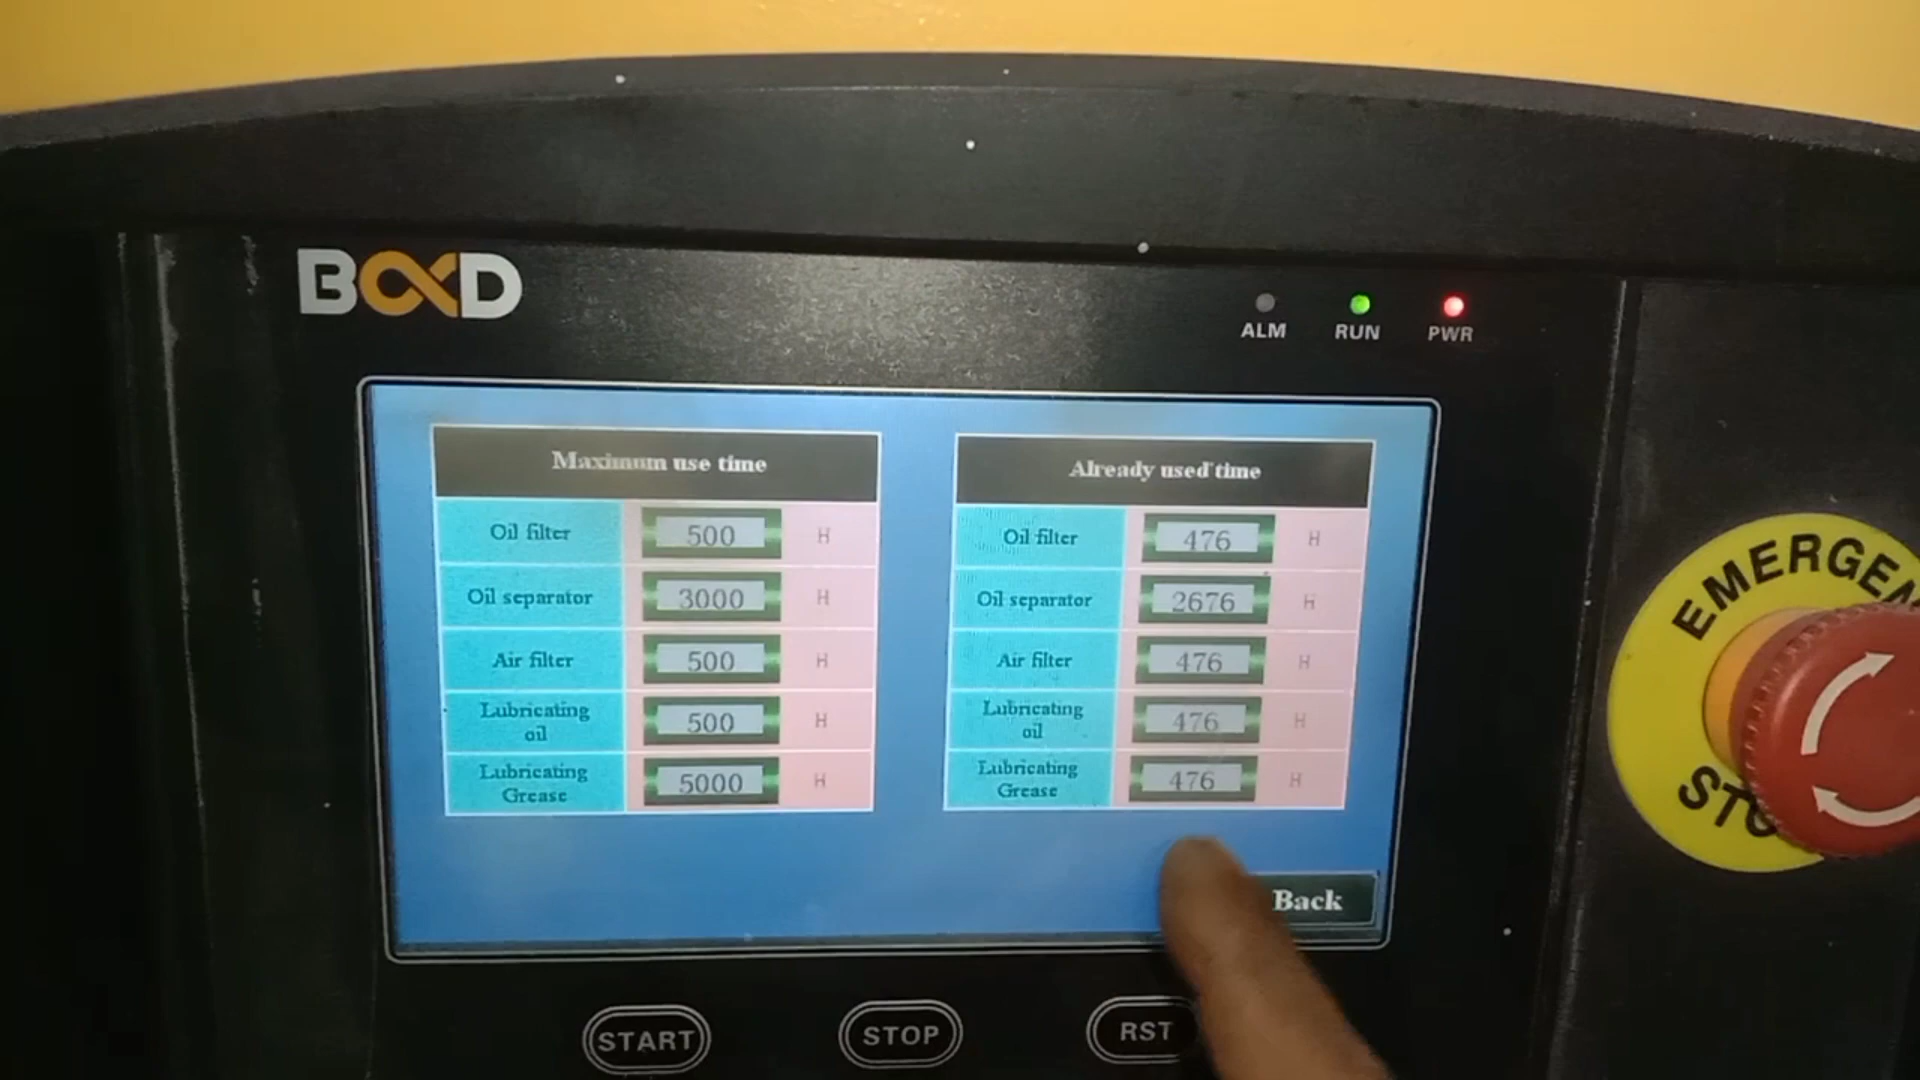 BOD
ALM RUN PWR
Maximum use time
Oil filter 500 H
Oil separator 3000 H
Air filter 500 H
Lubricating oil 500 H
Lubricating Grease 5000 H
Already used time
Oil filter 476 H
Oil separator 2676 H
Air filter 476 H
Lubricating oil 476 H
Lubricating Grease 476 H
Back
START STOP RST
EMERGEN
STO